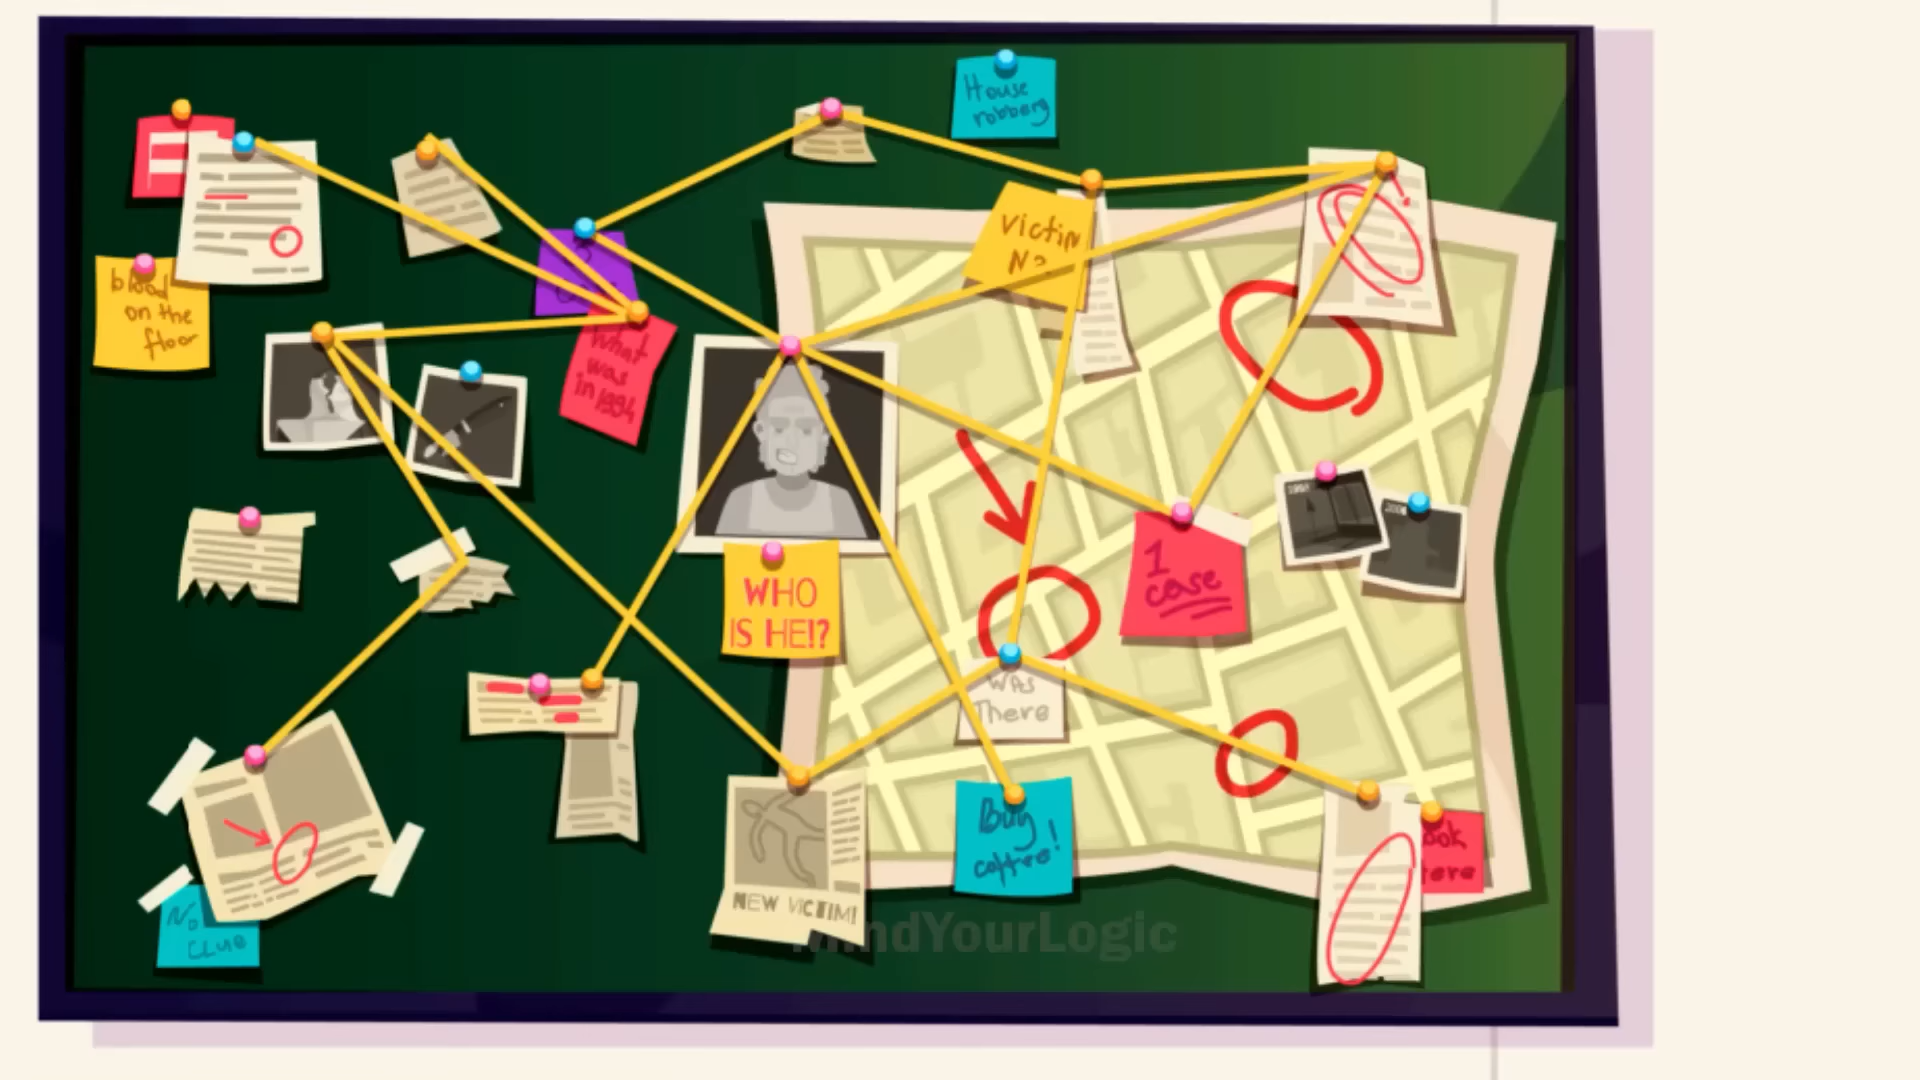 House
robbery
Victim
blood
on the
floor
What
was
in 1994
WHO
IS HE!?
1
case
Was
There
Buy
coffee!
NEW VICTIM!
No
Clue
MindYourLogic